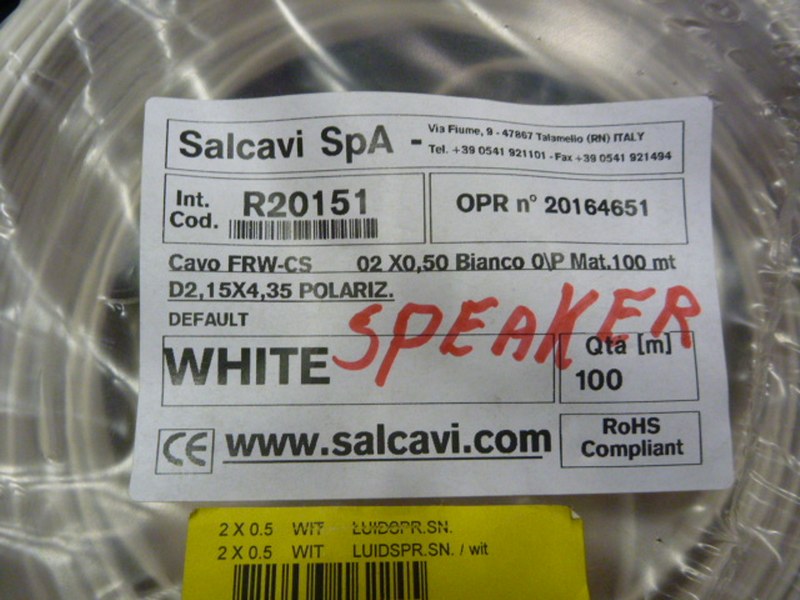 Salcavi SpA - Via Fiume, 9 - 47867 Talamello (RN) ITALY
Tel. +39 0541 921101 - Fax +39 0541 921494
Int. Cod. R20151
OPR n° 20164651
Cavo FRW-CS 02 X0,50 Bianco 0\P Mat.100 mt
D2,15X4,35 POLARIZ.
DEFAULT
SPEAKER
WHITE
Qta [m]
100
CE www.salcavi.com
RoHS
Compliant
2 X 0.5 WIT LUIDSPR.SN.
2 X 0.5 WIT LUIDSPR.SN. / wit